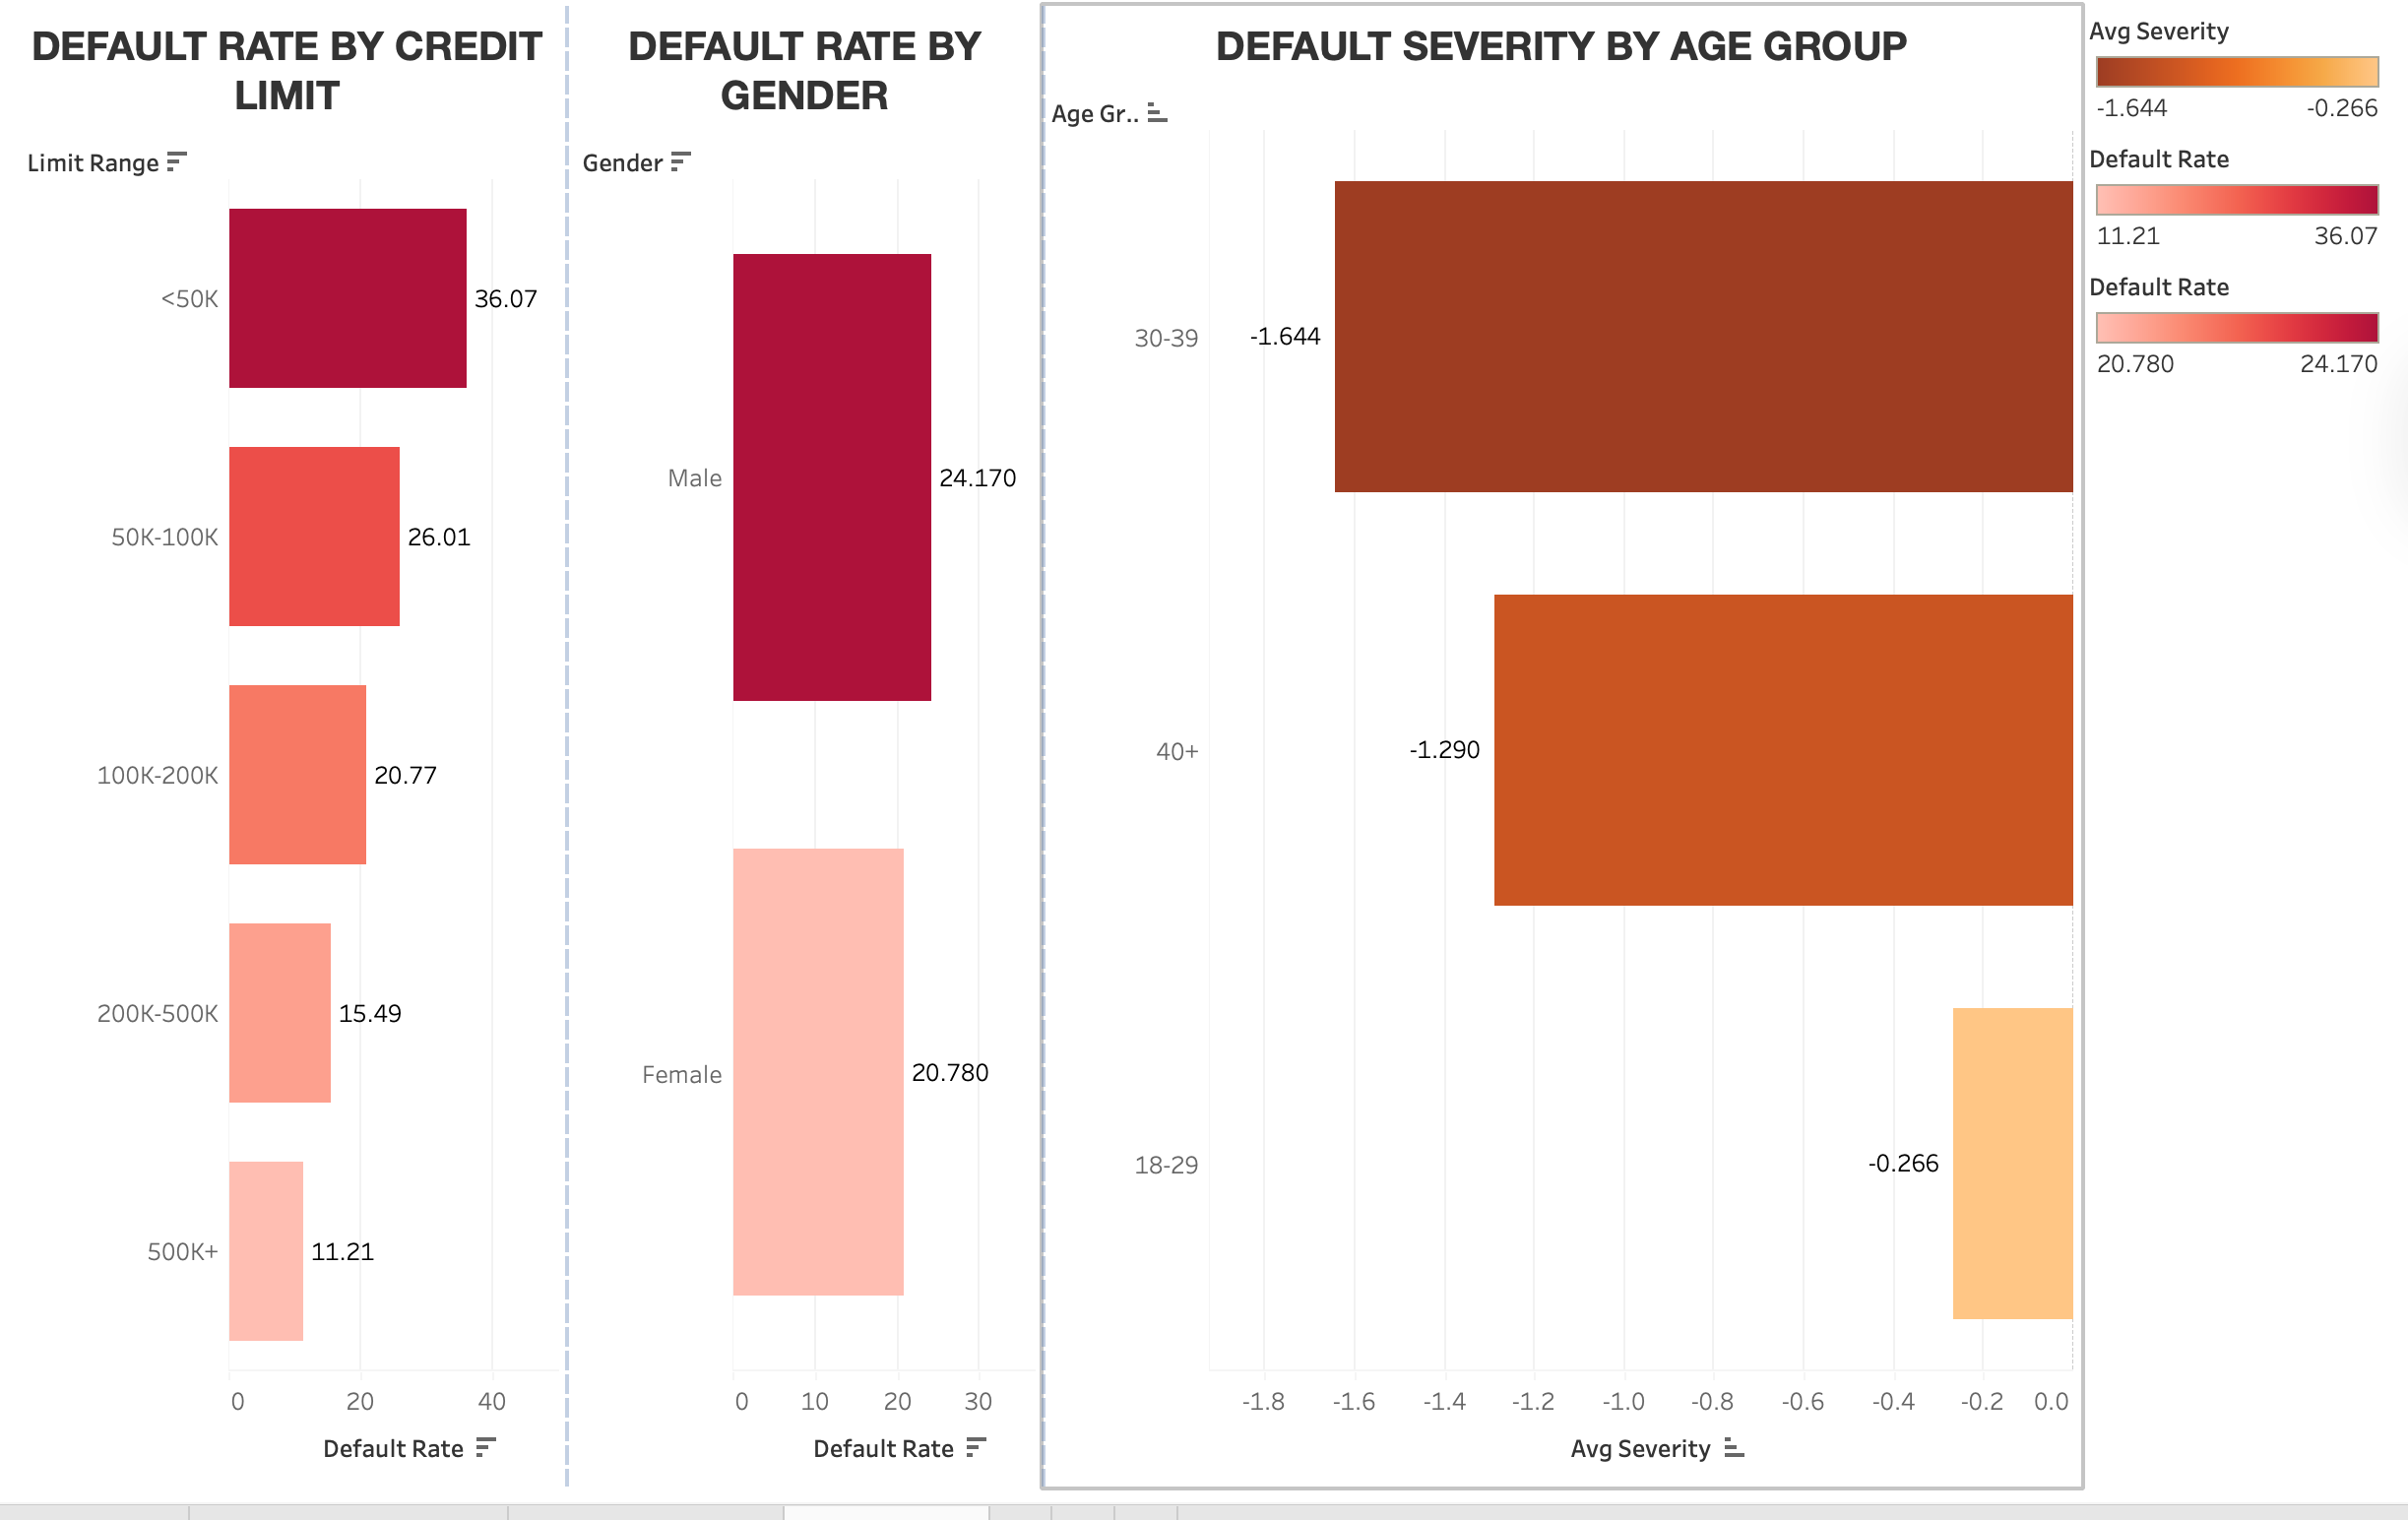 DEFAULT RATE BY CREDIT
LIMIT
Limit Range
<50K
36.07
50K-100K
26.01
100K-200K
20.77
200K-500K
15.49
500K+
11.21
0 20 40
Default Rate
DEFAULT RATE BY
GENDER
Gender
Male
24.170
Female
20.780
0 10 20 30
Default Rate
DEFAULT SEVERITY BY AGE GROUP
Age Gr..
30-39
-1.644
40+
-1.290
18-29
-0.266
-1.8 -1.6 -1.4 -1.2 -1.0 -0.8 -0.6 -0.4 -0.2 0.0
Avg Severity
Avg Severity
-1.644 -0.266
Default Rate
11.21 36.07
Default Rate
20.780 24.170